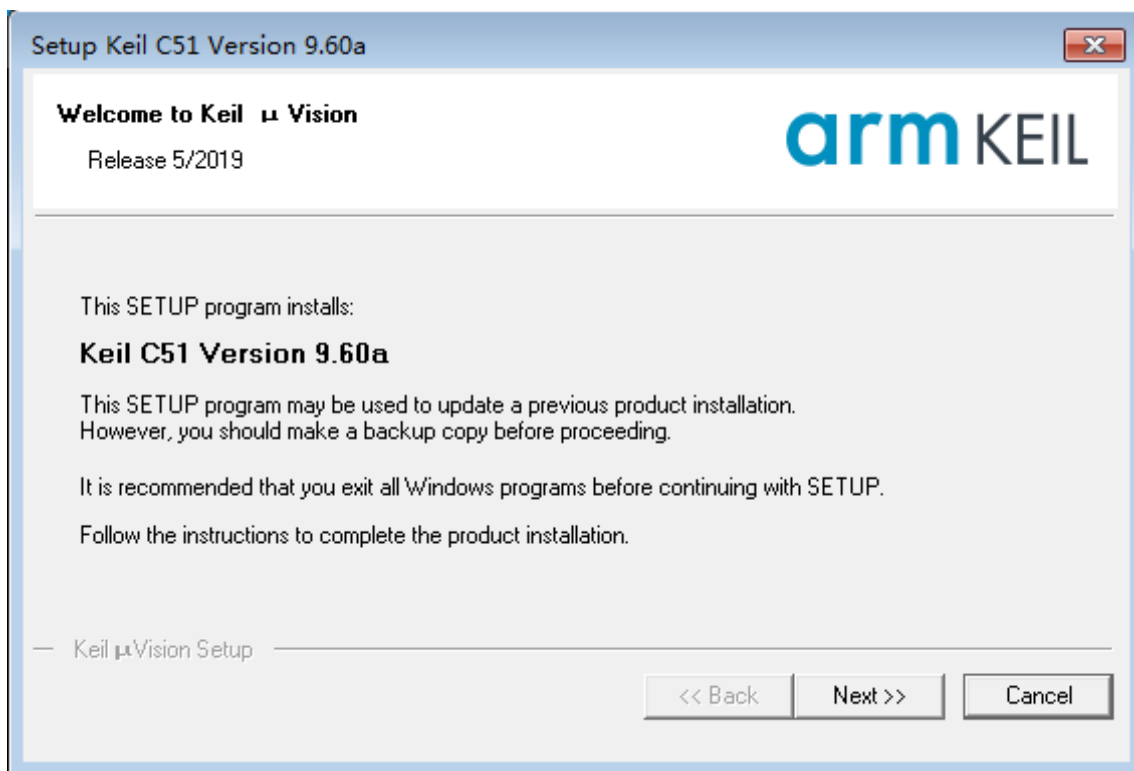 Setup Keil C51 Version 9.60a
Welcome to Keil μ Vision
Release 5/2019
arm KEIL
This SETUP program installs:
Keil C51 Version 9.60a
This SETUP program may be used to update a previous product installation.
However, you should make a backup copy before proceeding.
It is recommended that you exit all Windows programs before continuing with SETUP.
Follow the instructions to complete the product installation.
Keil μVision Setup
<< Back
Next >>
Cancel